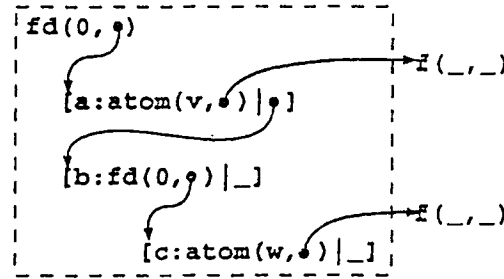 fd(0, •)
f(_,_)
[a:atom(v,•)|•]
[b:fd(0,•)|_]
f(_,_)
[c:atom(w,•)|_]